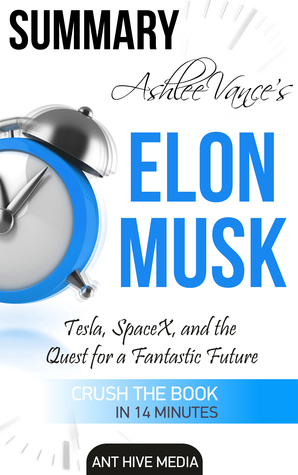 SUMMARY
Ashlee Vance's
ELON
MUSK
Tesla, SpaceX, and the
Quest for a Fantastic Future
CRUSH THE BOOK
IN 14 MINUTES
ANT HIVE MEDIA